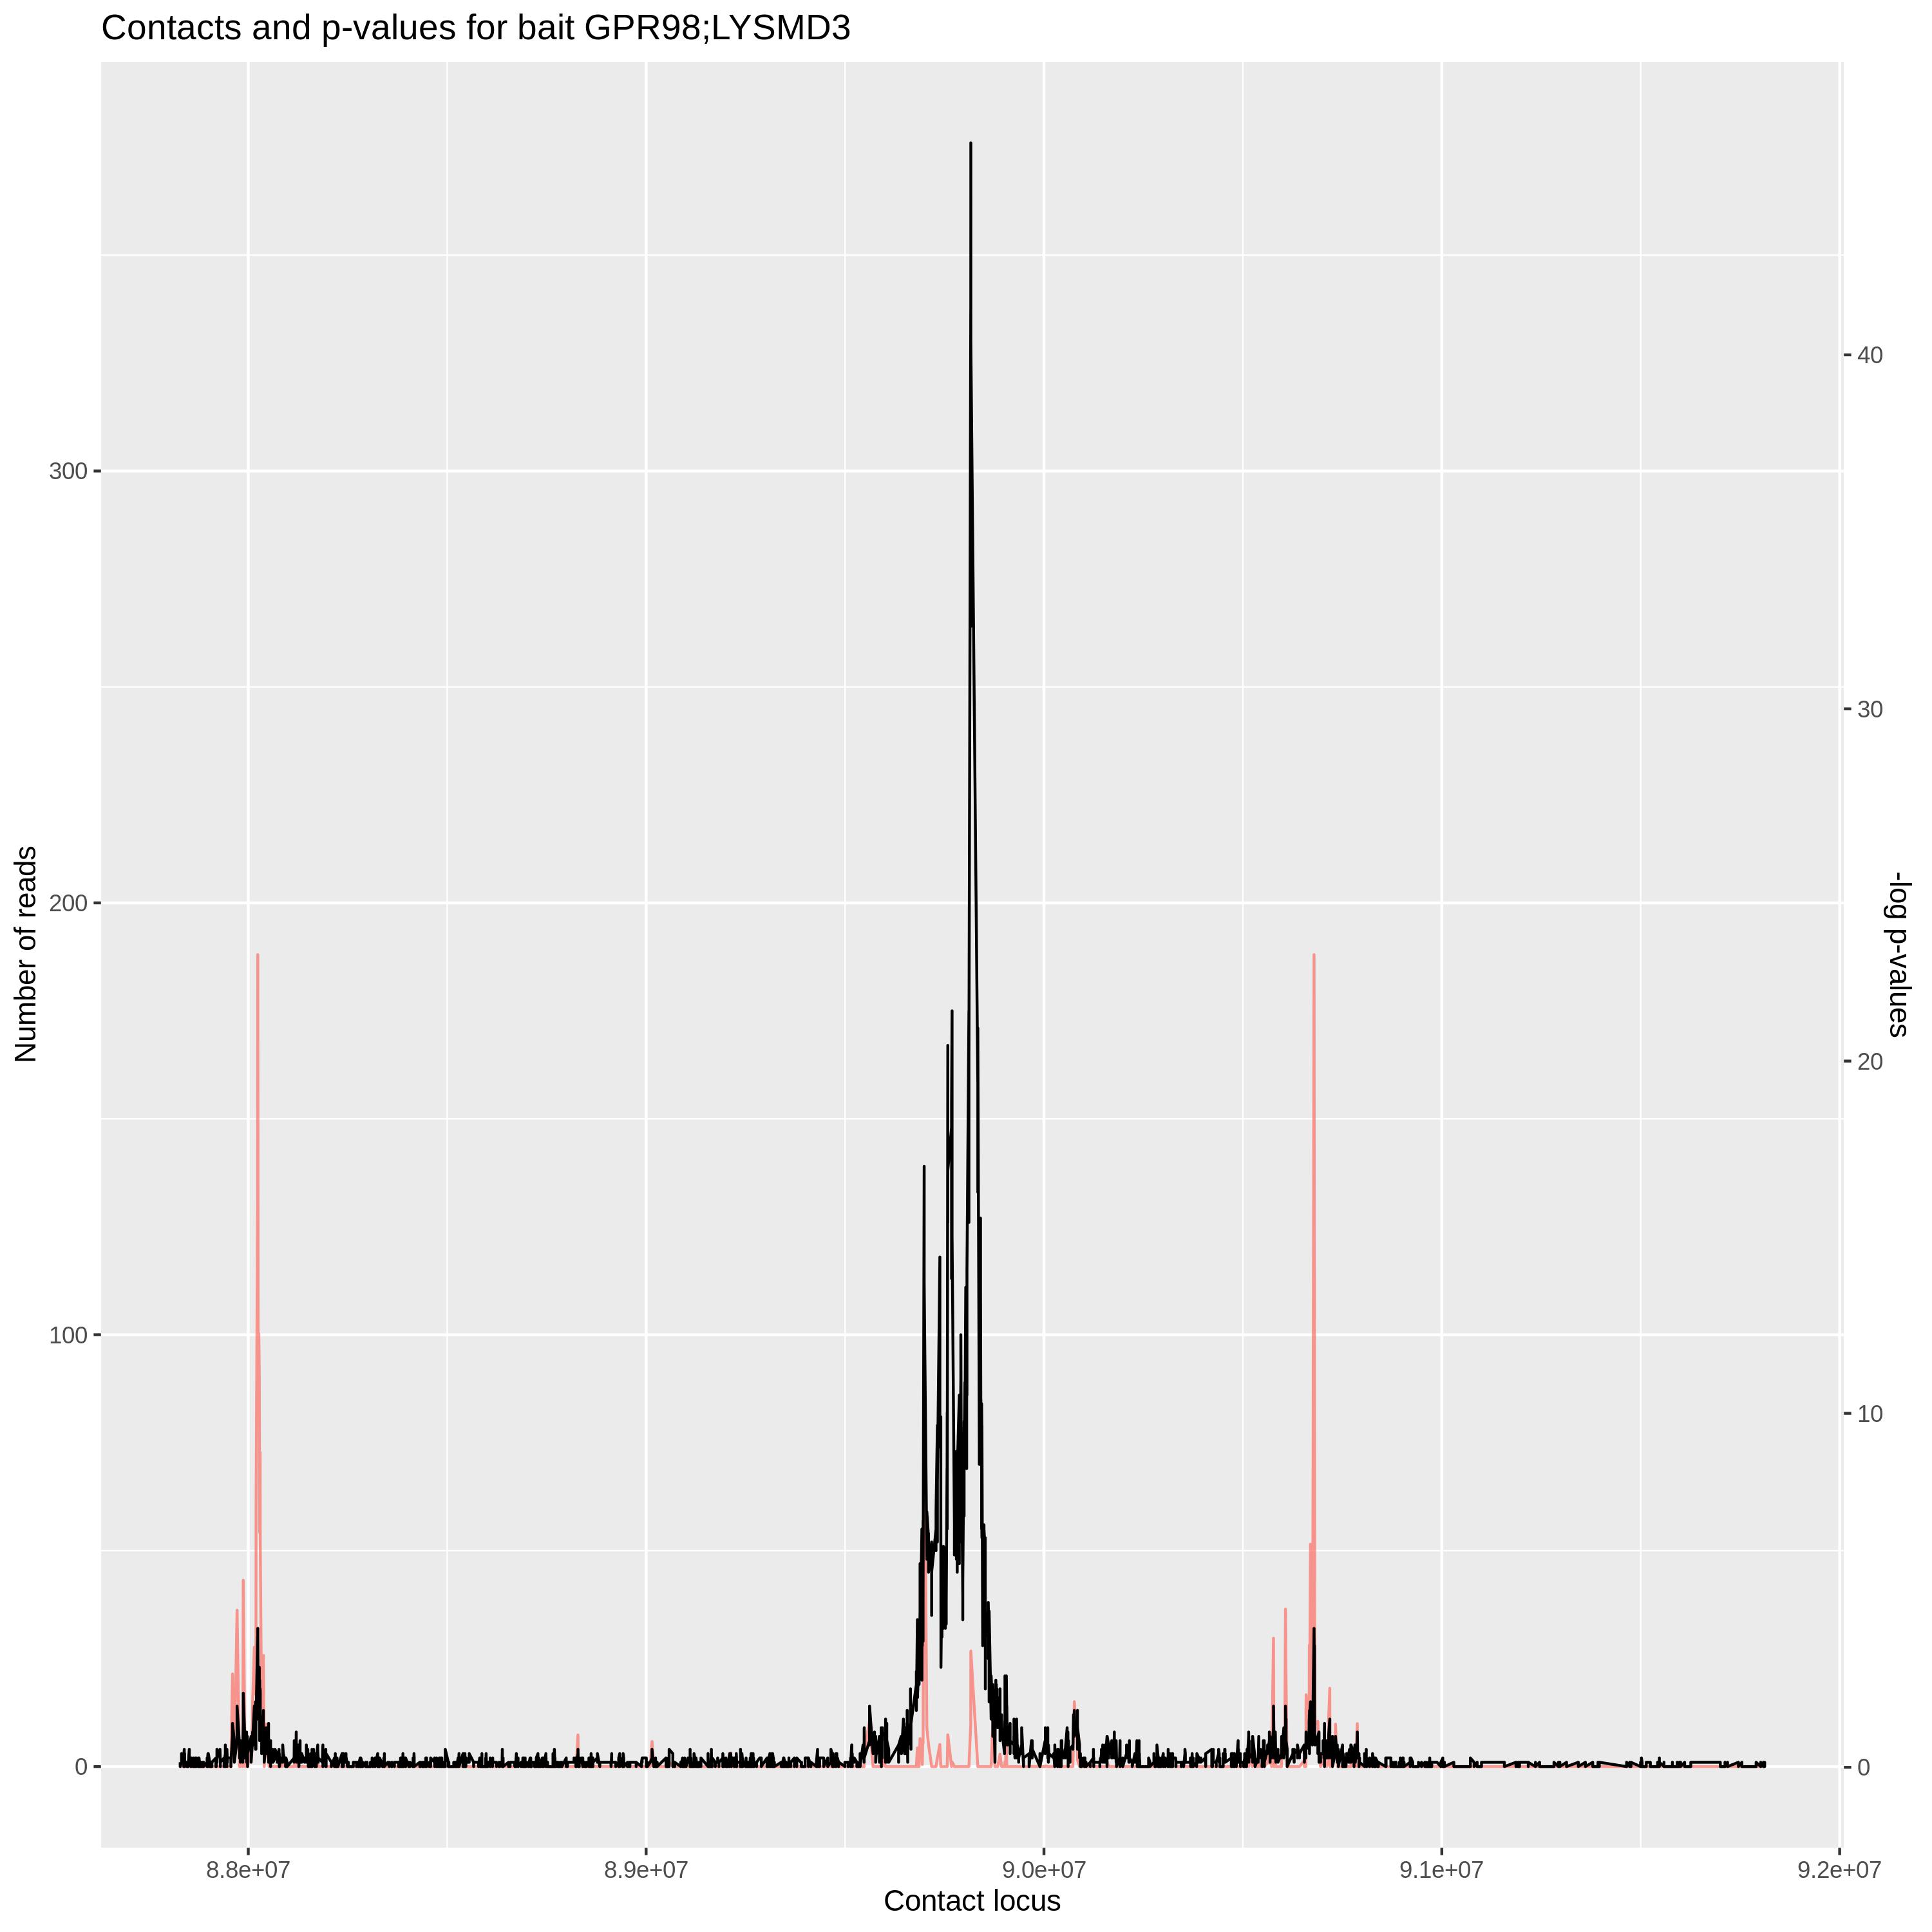 Contacts and p-values for bait GPR98;LYSMD3
Number of reads
300
200
100
0
40
30
20
10
0
-log p-values
8.8e+07
8.9e+07
9.0e+07
9.1e+07
9.2e+07
Contact locus